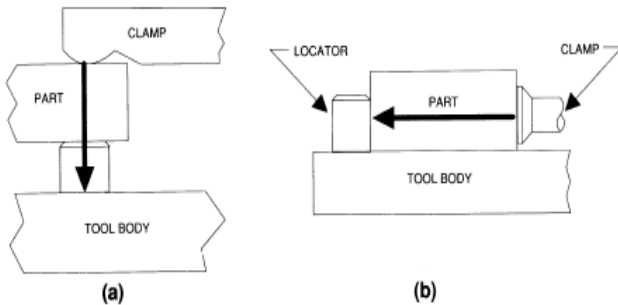 CLAMP
PART
TOOL BODY
(a)
LOCATOR
CLAMP
PART
TOOL BODY
(b)